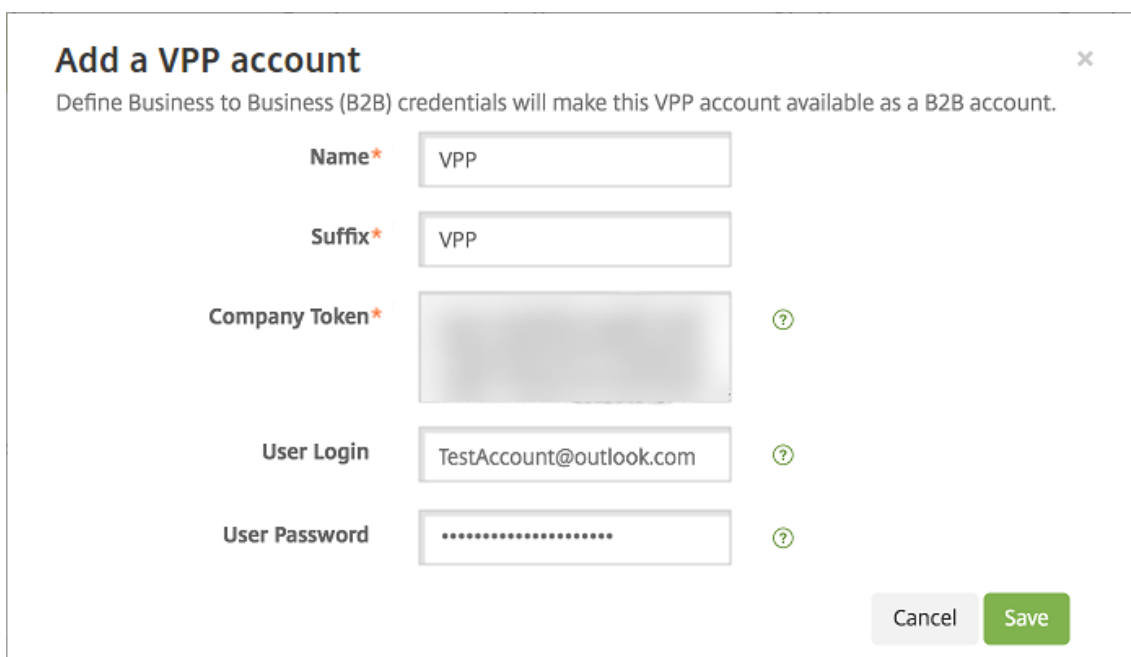 Add a VPP account
×
Define Business to Business (B2B) credentials will make this VPP account available as a B2B account.
Name* VPP
Suffix* VPP
Company Token* ?
User Login TestAccount@outlook.com ?
User Password ••••••••••••••••••••• ?
Cancel Save